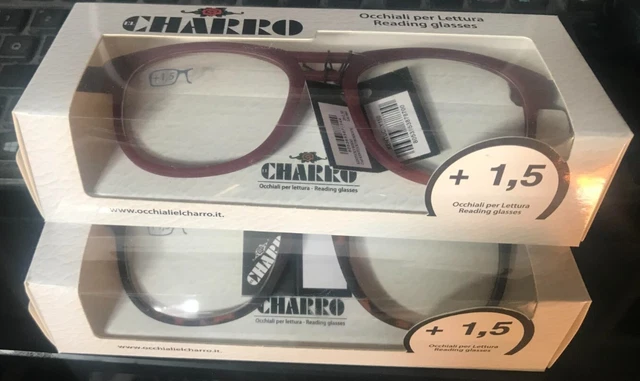 EL CHARRO
Occhiali per Lettura
Reading glasses
+1,5
CHARRO
Occhiali per lettura - Reading glasses
+ 1,5
Occhiali per Lettura
Reading glasses
www.occhialielcharro.it.
CHARRO
CHARRO
Occhiali per lettura - Reading glasses
+ 1,5
Occhiali per Lettura
Reading glasses
www.occhialielcharro.it.